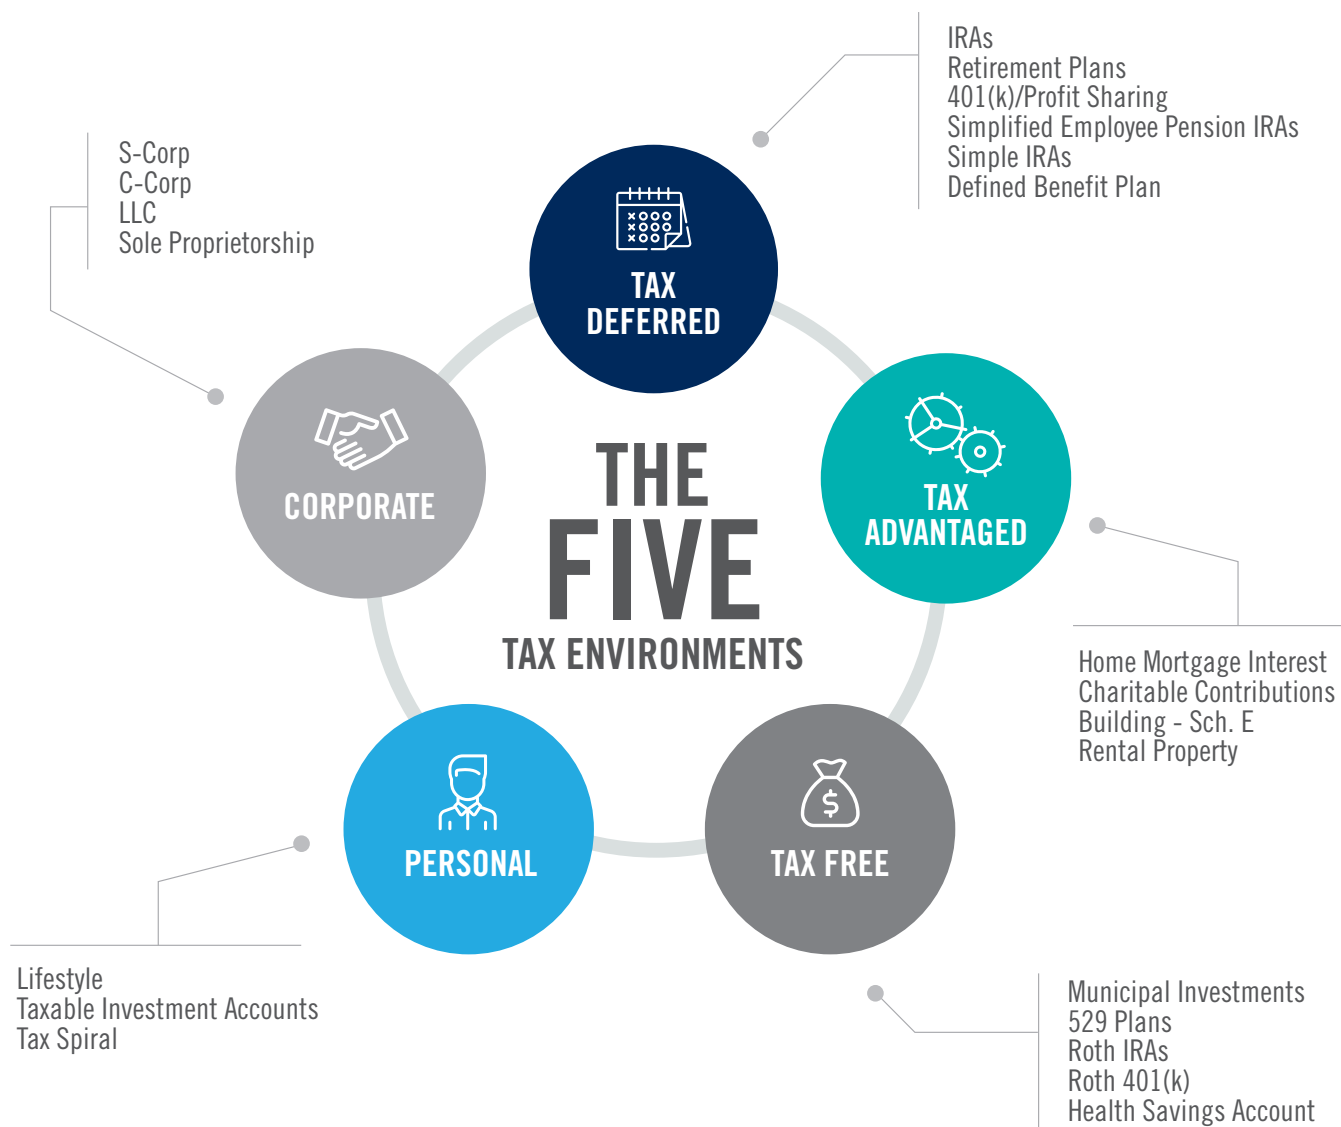 IRAs
Retirement Plans
401(k)/Profit Sharing
Simplified Employee Pension IRAs
Simple IRAs
Defined Benefit Plan
S-Corp
C-Corp
LLC
Sole Proprietorship
TAX
DEFERRED
CORPORATE
TAX
ADVANTAGED
THE
FIVE
TAX ENVIRONMENTS
Home Mortgage Interest
Charitable Contributions
Building - Sch. E
Rental Property
PERSONAL
$
TAX FREE
Lifestyle
Taxable Investment Accounts
Tax Spiral
Municipal Investments
529 Plans
Roth IRAs
Roth 401(k)
Health Savings Account